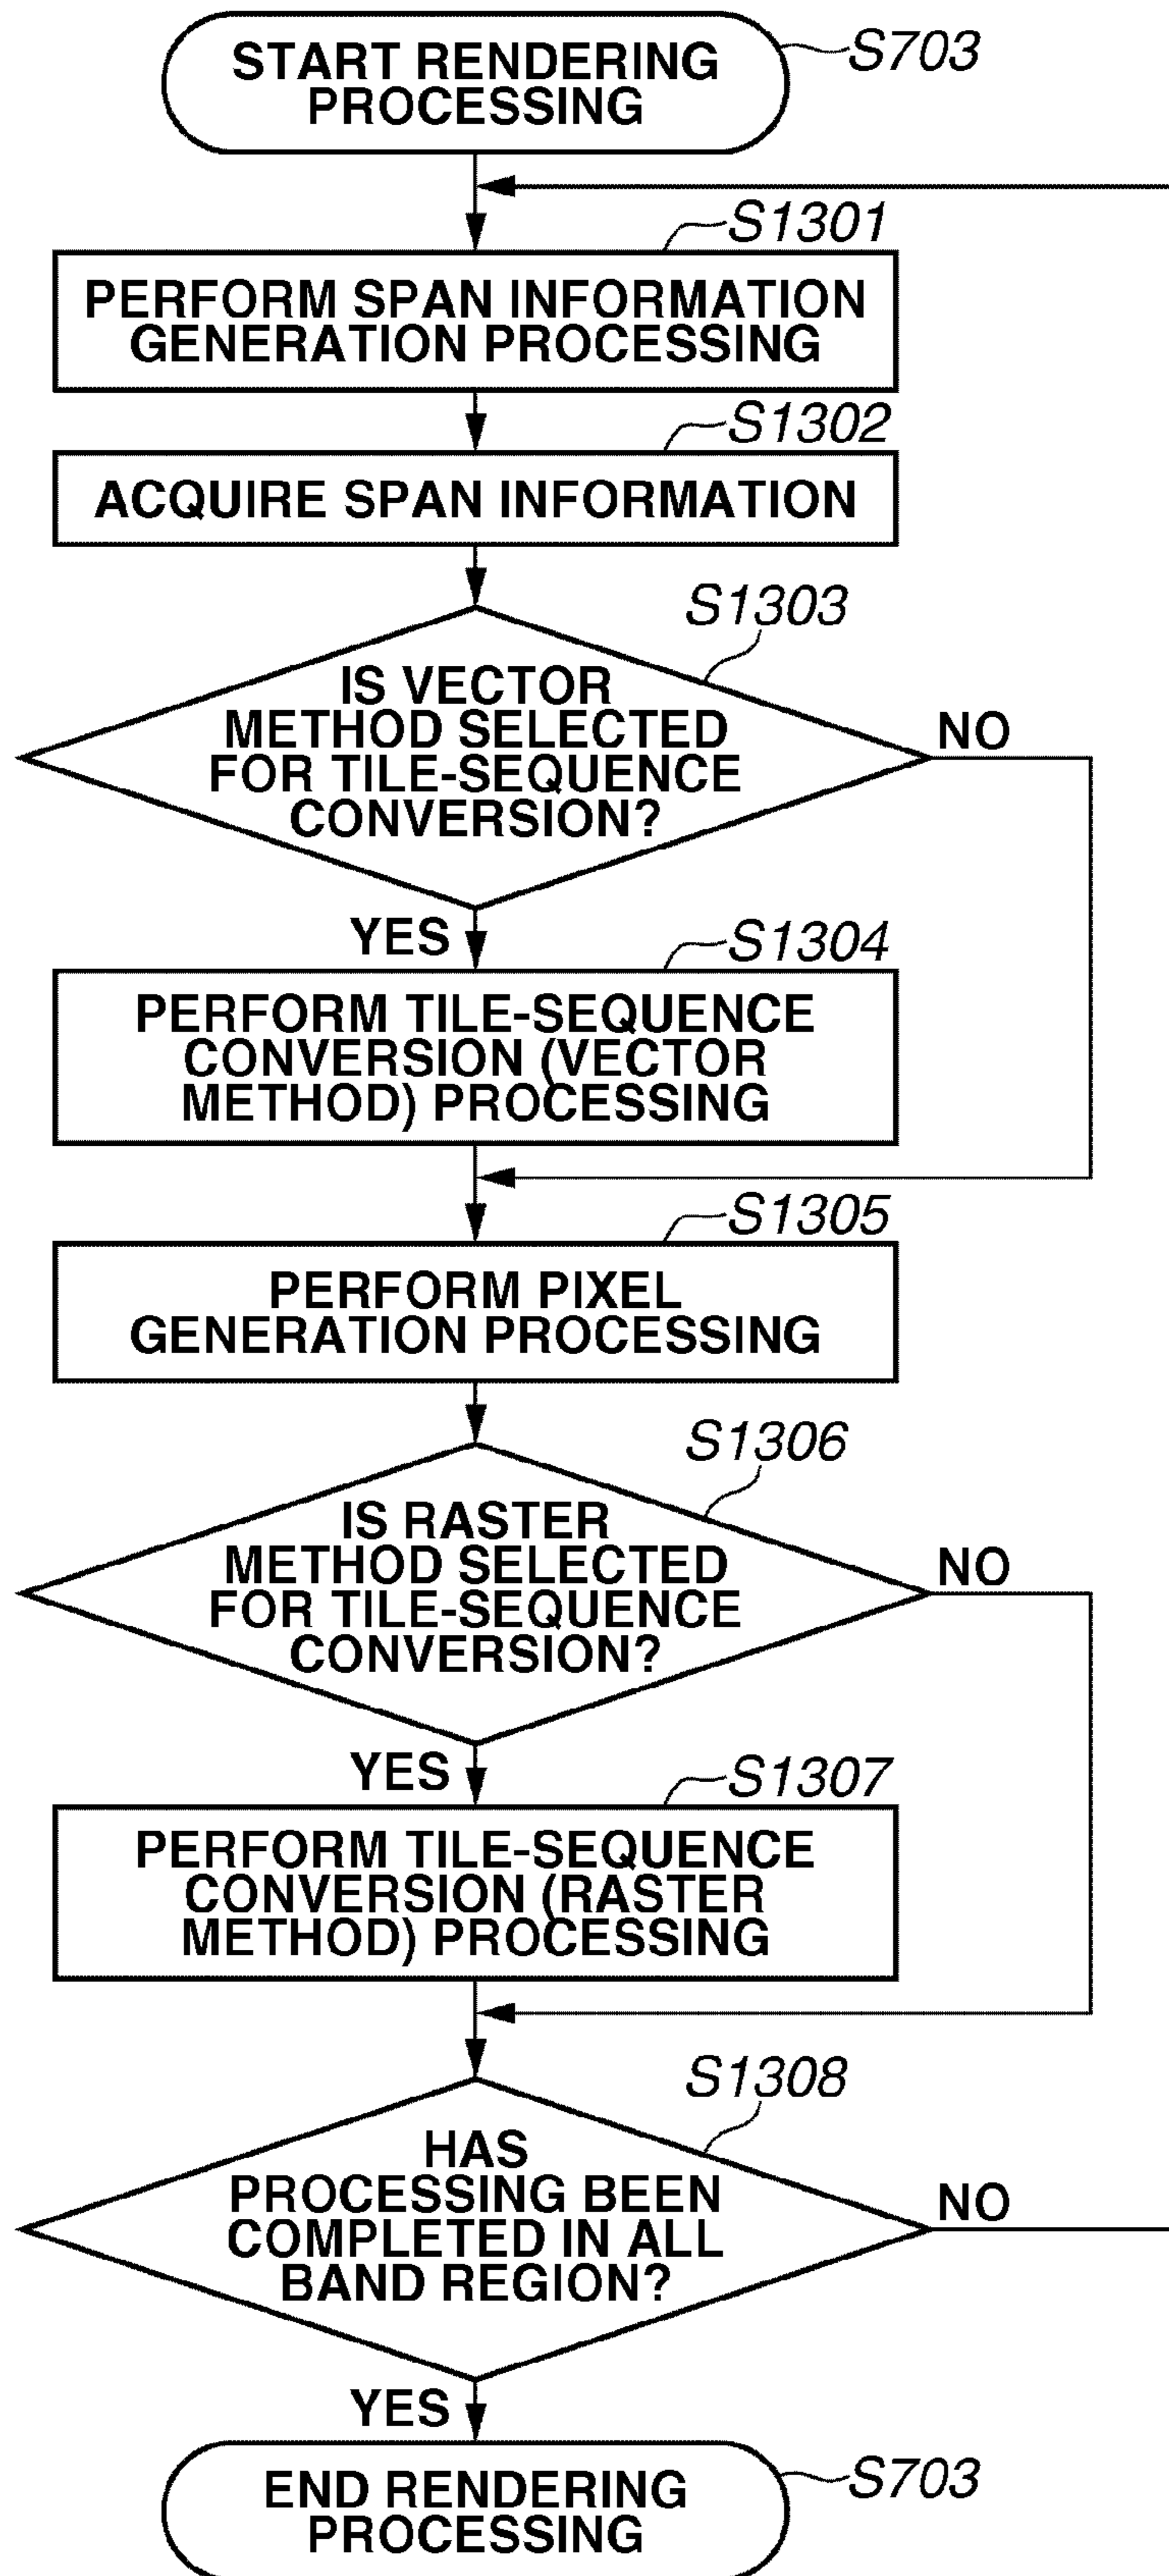 START RENDERING
PROCESSING
S703
S1301
PERFORM SPAN INFORMATION
GENERATION PROCESSING
S1302
ACQUIRE SPAN INFORMATION
S1303
IS VECTOR
METHOD SELECTED
FOR TILE-SEQUENCE
CONVERSION?
NO
YES
S1304
PERFORM TILE-SEQUENCE
CONVERSION (VECTOR
METHOD) PROCESSING
S1305
PERFORM PIXEL
GENERATION PROCESSING
S1306
IS RASTER
METHOD SELECTED
FOR TILE-SEQUENCE
CONVERSION?
NO
YES
S1307
PERFORM TILE-SEQUENCE
CONVERSION (RASTER
METHOD) PROCESSING
S1308
HAS
PROCESSING BEEN
COMPLETED IN ALL
BAND REGION?
NO
YES
END RENDERING
PROCESSING
S703